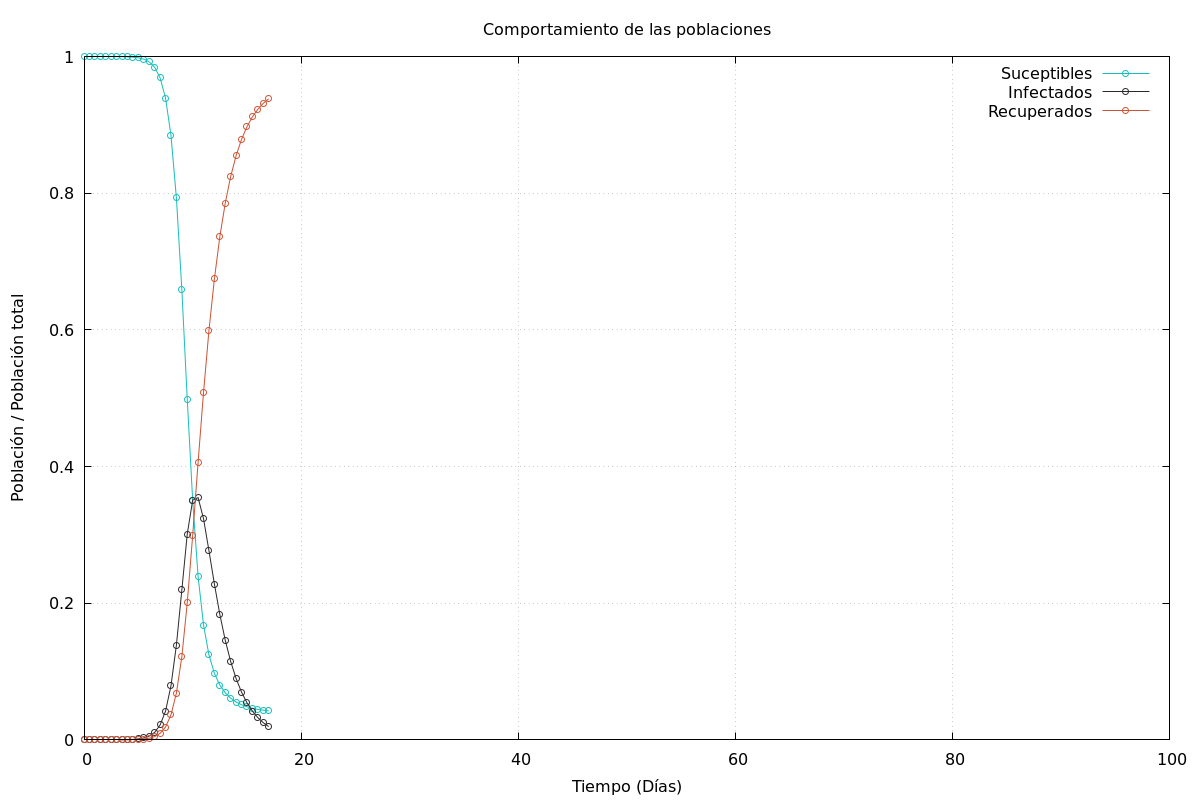 Comportamiento de las poblaciones
1
0.8
0.6
0.4
0.2
0
Población / Población total
Suceptibles
Infectados
Recuperados
0 20 40 60 80 100
Tiempo (Días)